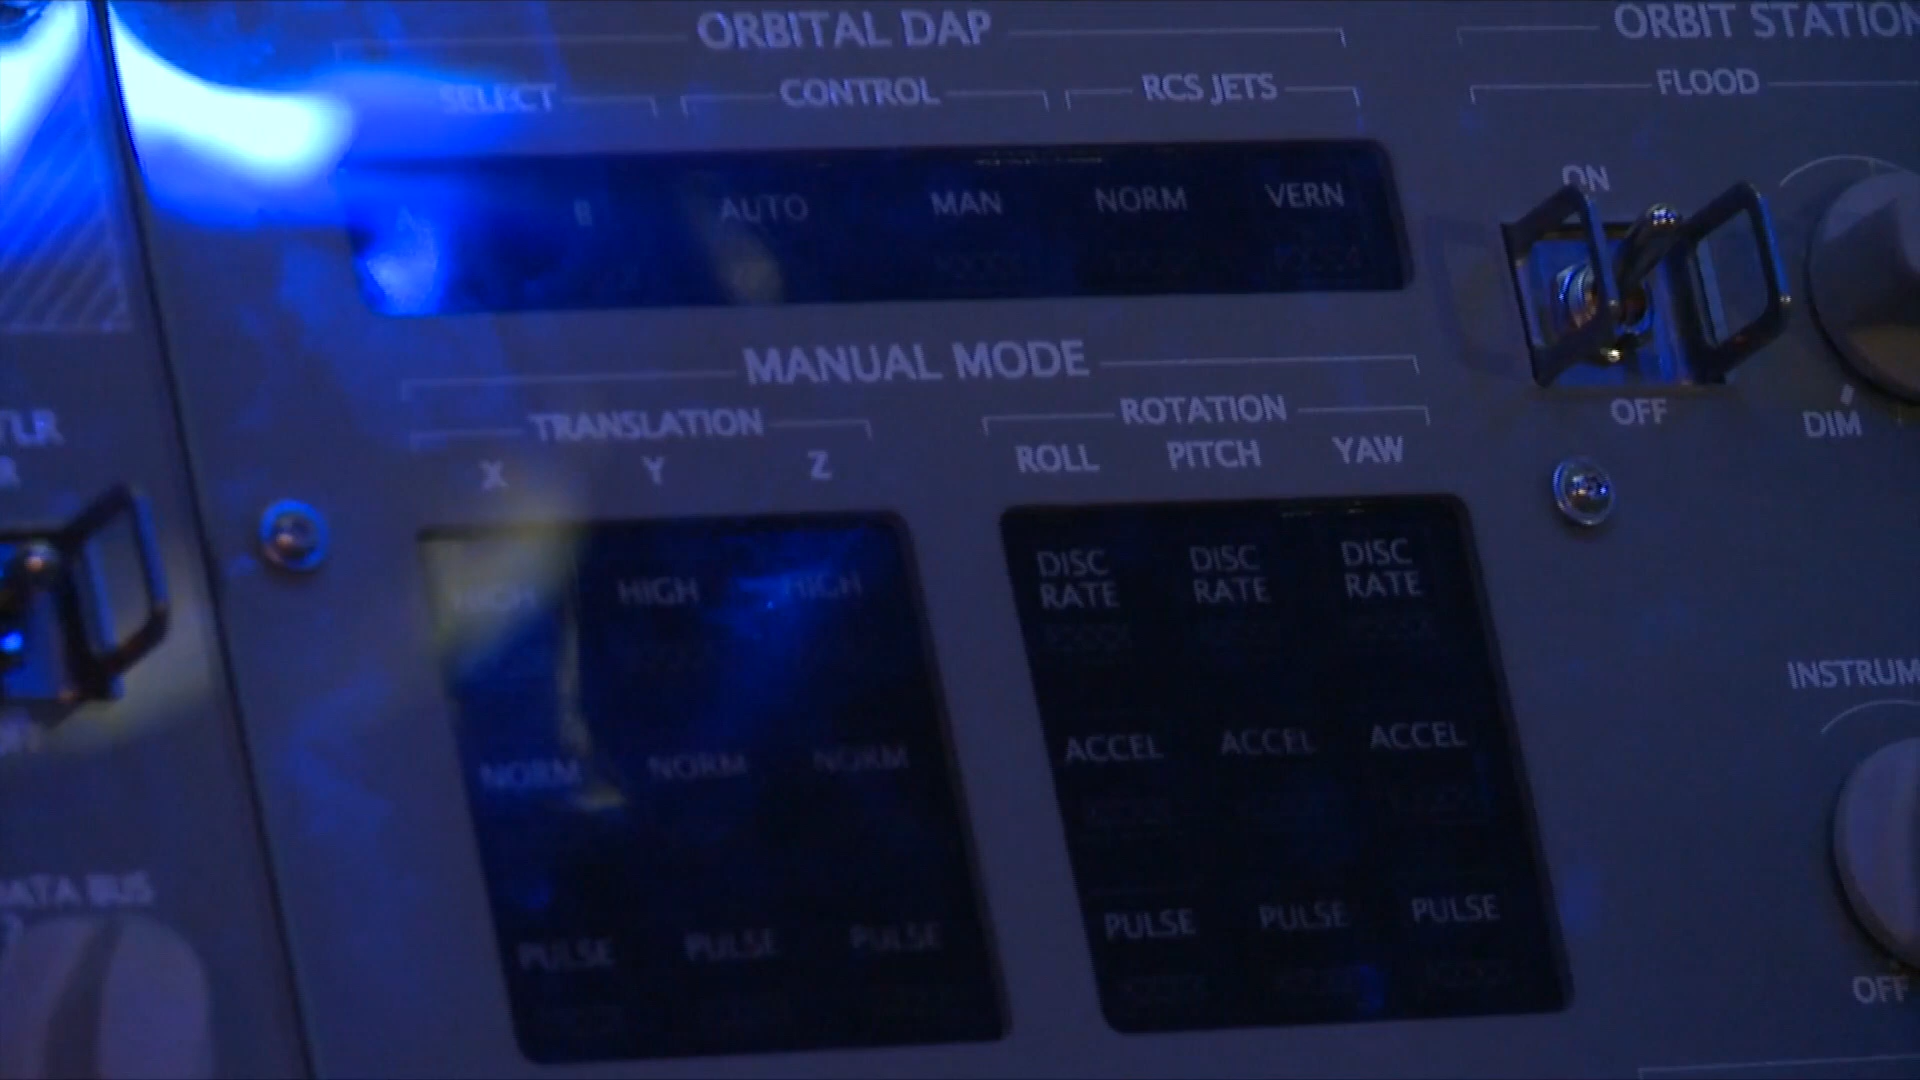 ORBITAL DAP
ORBIT STATION
SELECT CONTROL RCS JETS
FLOOD
A B AUTO MAN NORM VERN
ON
OFF
DIM
MANUAL MODE
TRANSLATION ROTATION
X Y Z ROLL PITCH YAW
HIGH HIGH HIGH
DISC RATE DISC RATE DISC RATE
NORM NORM NORM
ACCEL ACCEL ACCEL
PULSE PULSE PULSE
PULSE PULSE PULSE
INSTRUM
OFF
TLR
R
DATA BUS